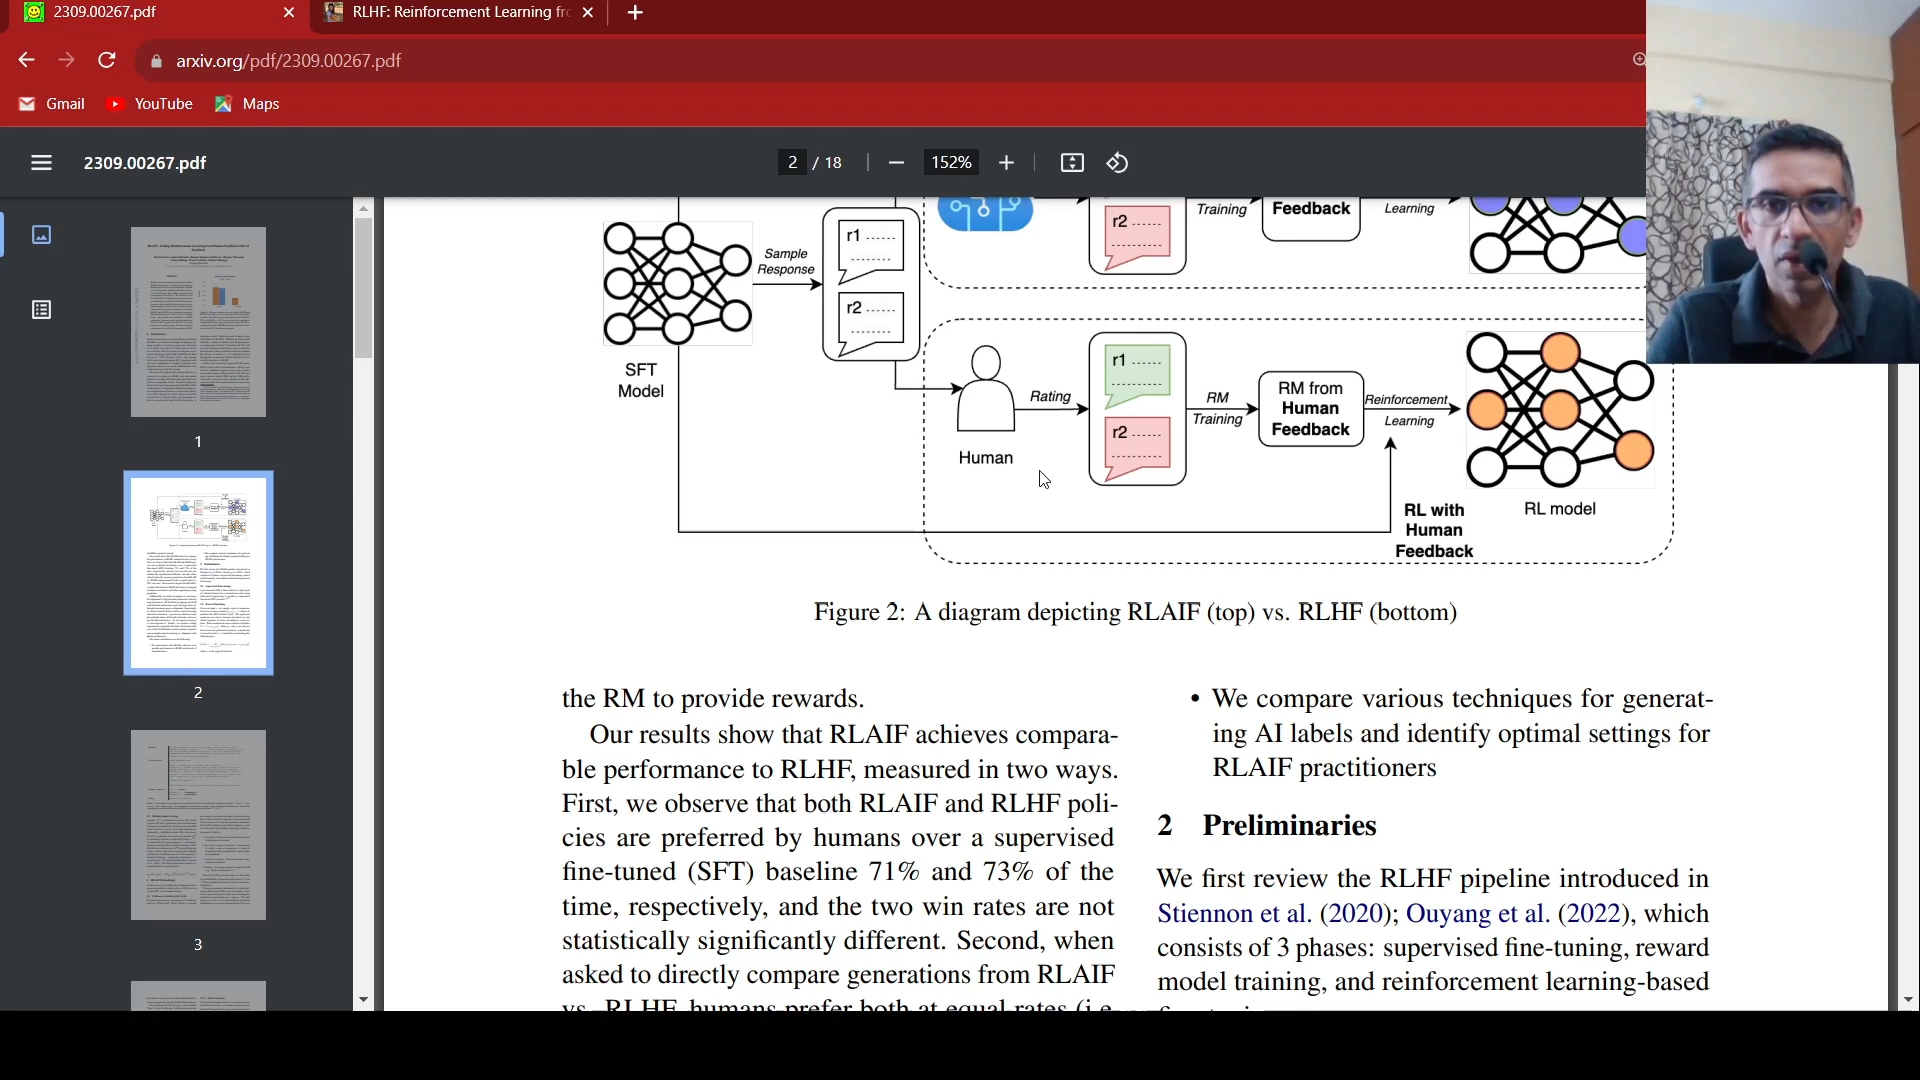 2309.00267.pdf
RLHF: Reinforcement Learning fro
arxiv.org/pdf/2309.00267.pdf
Gmail
YouTube
Maps
2309.00267.pdf
2 / 18
152%
1
2
3
r1
r2
Sample
Response
SFT
Model
r2
Training
Feedback
Learning
Human
Rating
r1
r2
RM
Training
RM from
Human
Feedback
Reinforcement
Learning
RL with
Human
Feedback
RL model
Figure 2: A diagram depicting RLAIF (top) vs. RLHF (bottom)
the RM to provide rewards.
Our results show that RLAIF achieves compara-
ble performance to RLHF, measured in two ways.
First, we observe that both RLAIF and RLHF poli-
cies are preferred by humans over a supervised
fine-tuned (SFT) baseline 71% and 73% of the
time, respectively, and the two win rates are not
statistically significantly different. Second, when
asked to directly compare generations from RLAIF
vs. RLHF, humans prefer both at equal rates (i.e.
• We compare various techniques for generat-
ing AI labels and identify optimal settings for
RLAIF practitioners
2 Preliminaries
We first review the RLHF pipeline introduced in
Stiennon et al. (2020); Ouyang et al. (2022), which
consists of 3 phases: supervised fine-tuning, reward
model training, and reinforcement learning-based